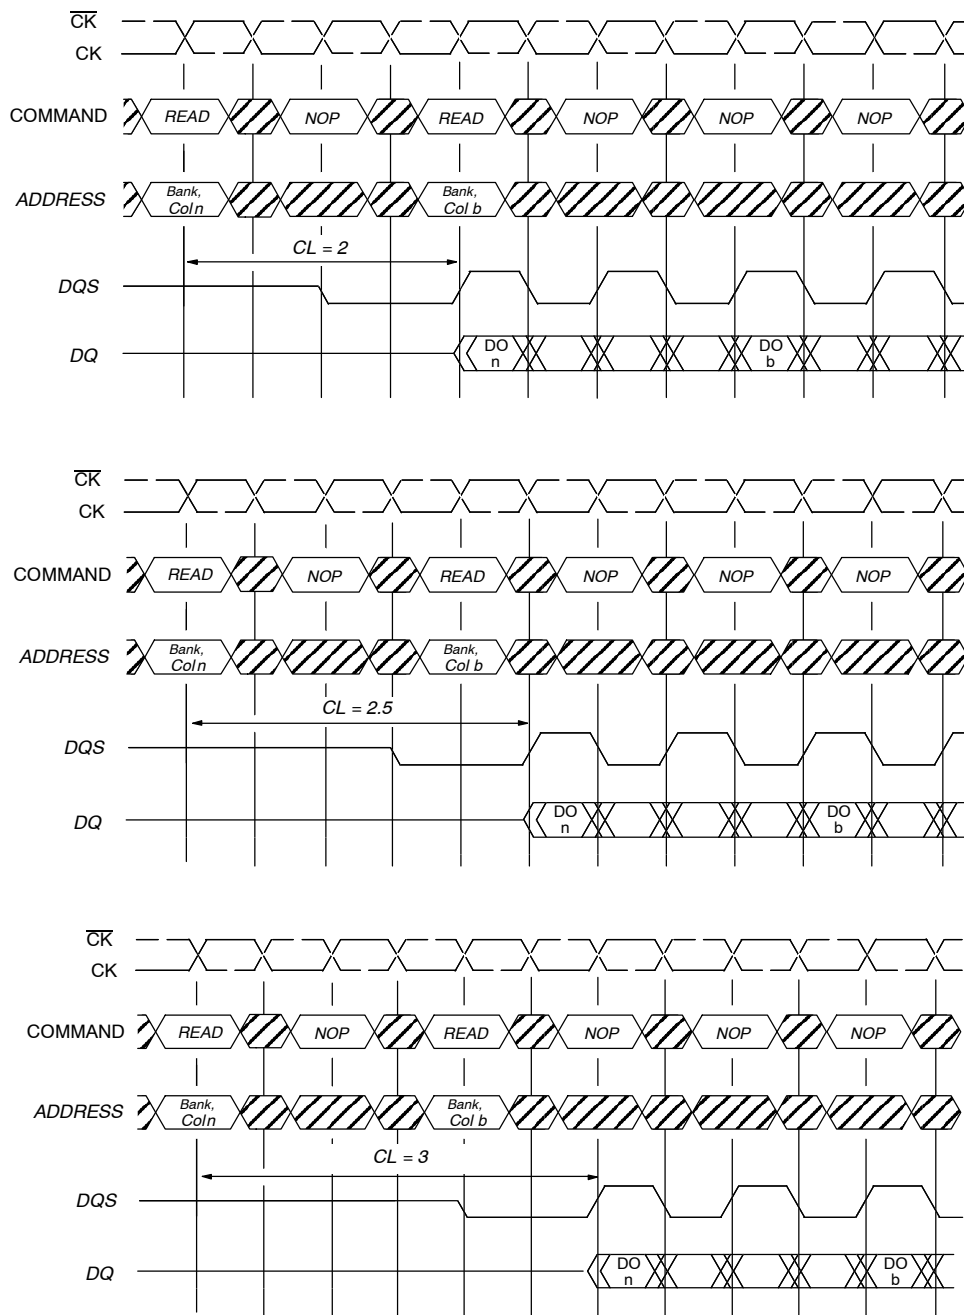 CK
CK
COMMAND READ NOP READ NOP NOP NOP
ADDRESS Bank, Col n Bank, Col b
CL = 2
DQS
DQ DO n DO b
CK
CK
COMMAND READ NOP READ NOP NOP NOP
ADDRESS Bank, Col n Bank, Col b
CL = 2.5
DQS
DQ DO n DO b
CK
CK
COMMAND READ NOP READ NOP NOP NOP
ADDRESS Bank, Col n Bank, Col b
CL = 3
DQS
DQ DO n DO b